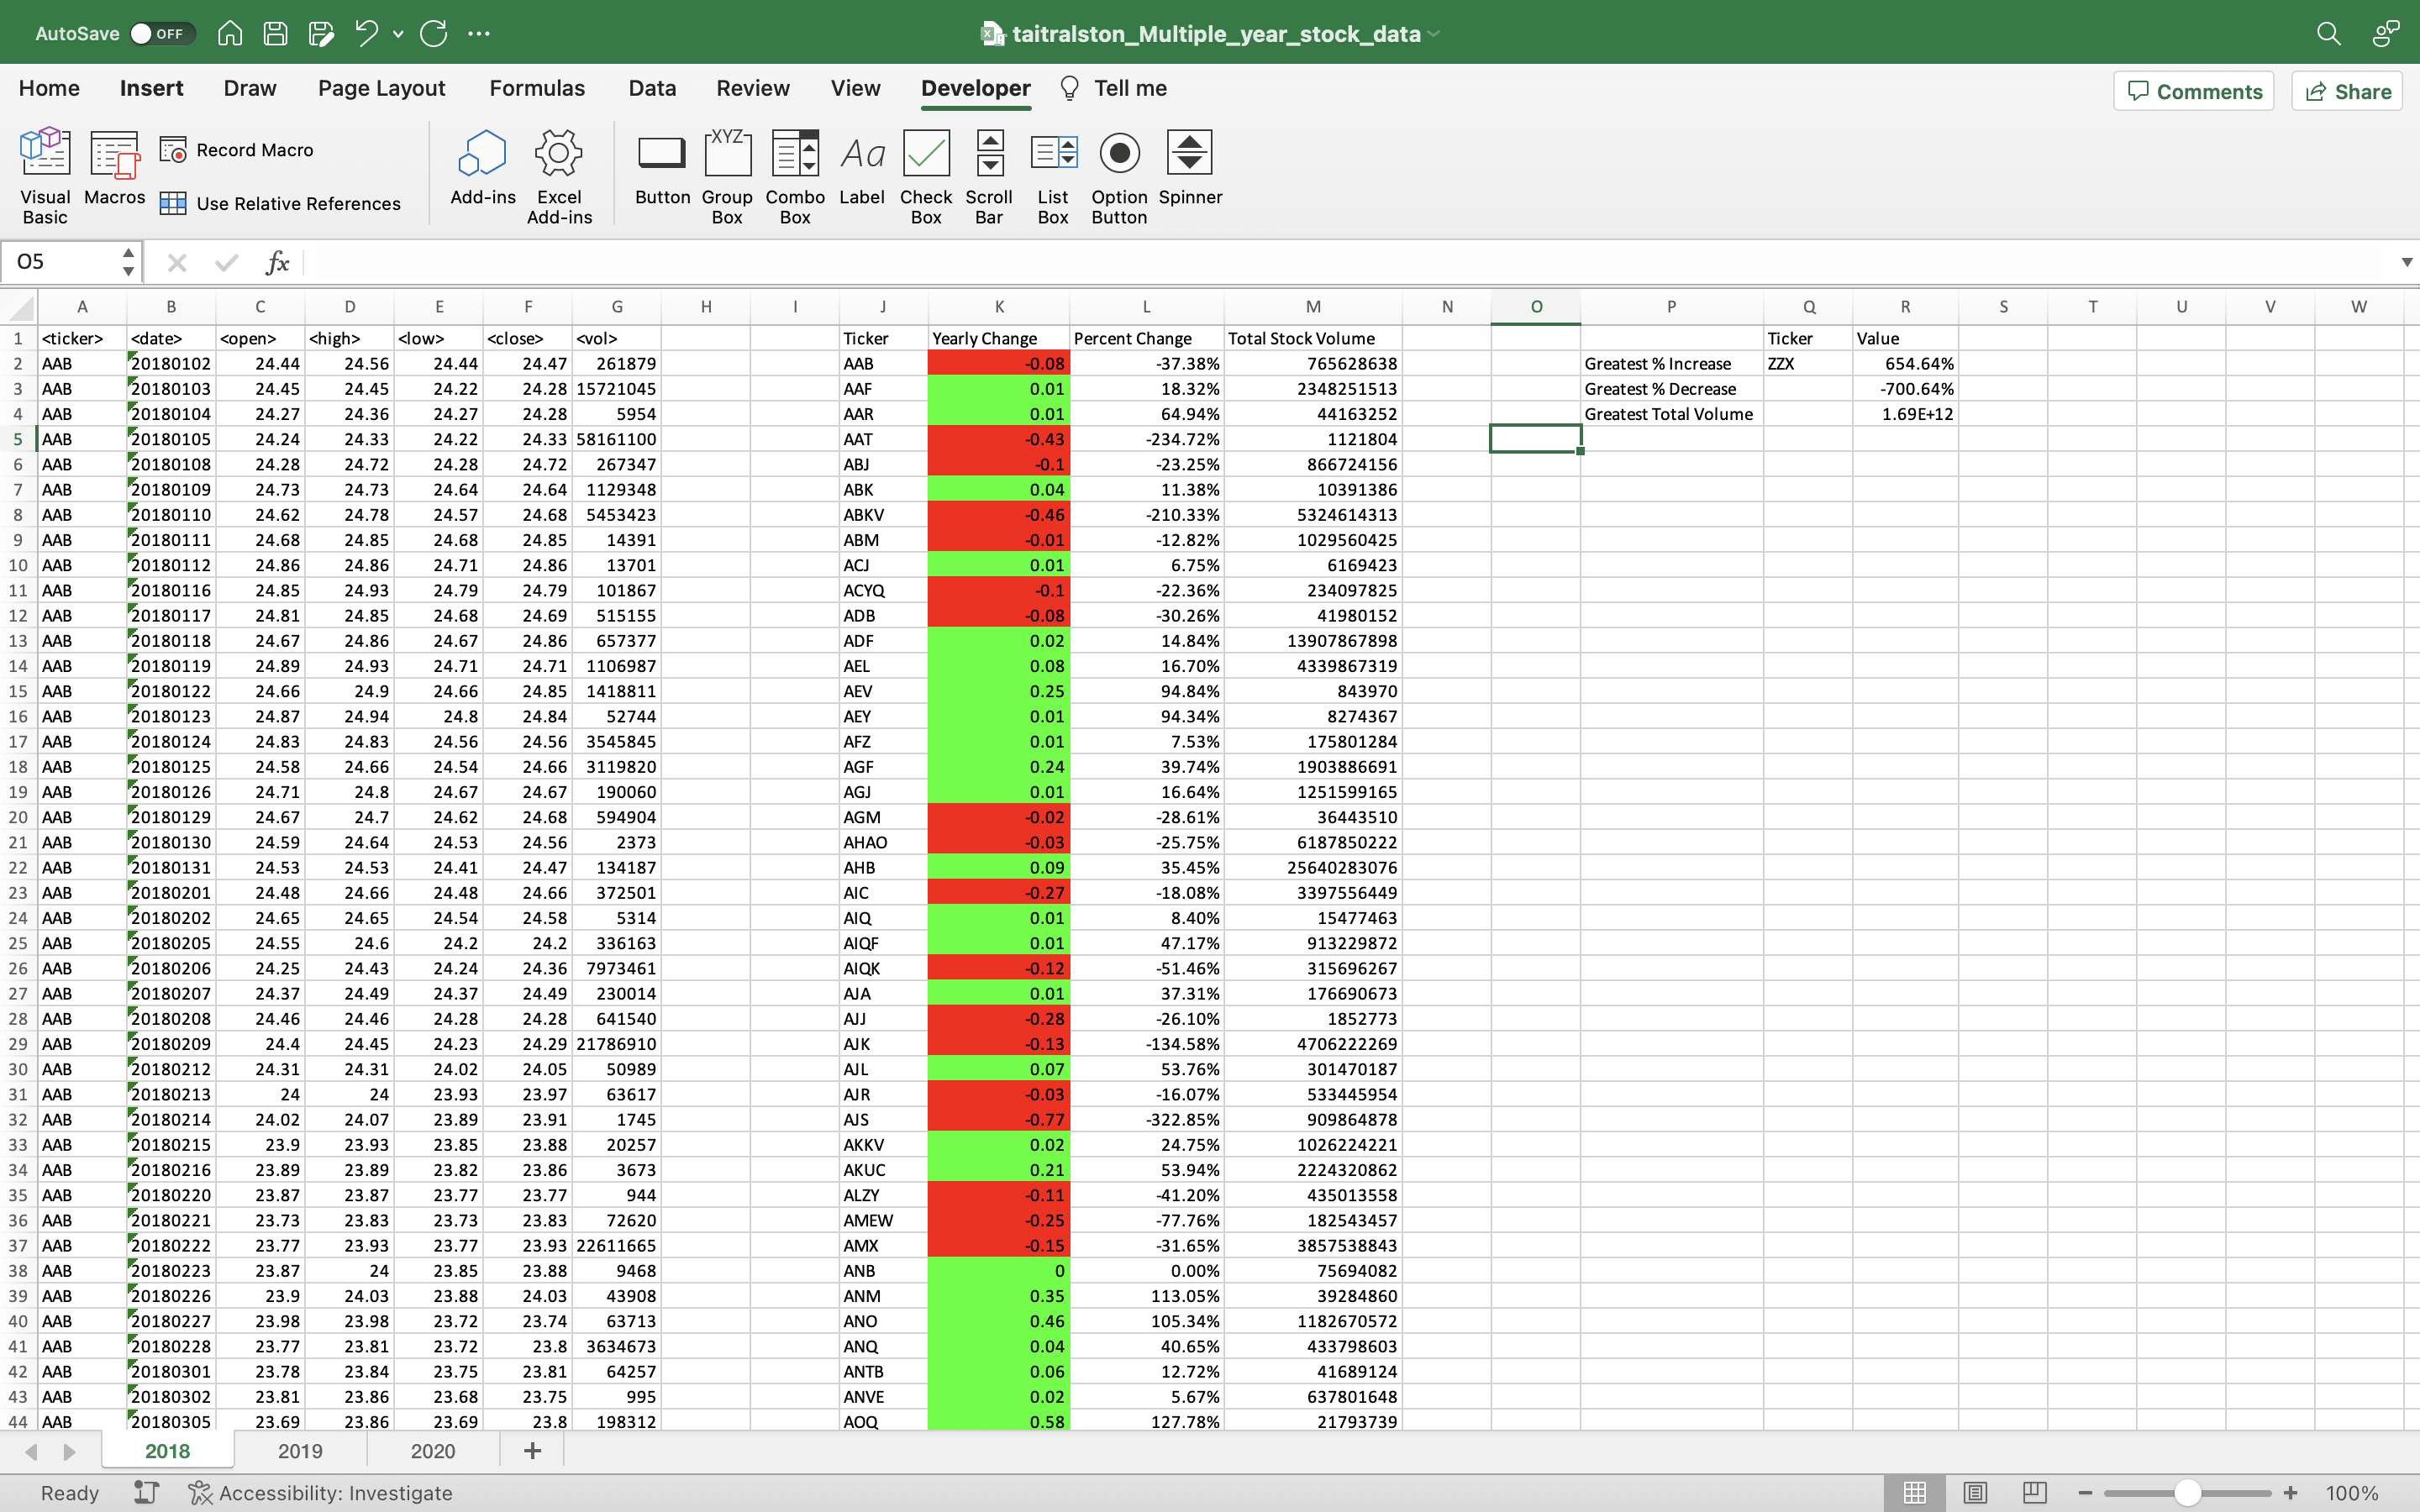 AutoSave OFF taitralston_Multiple_year_stock_data
Home Insert Draw Page Layout Formulas Data Review View Developer Tell me Comments Share
Visual Basic Macros Record Macro Use Relative References Add-ins Excel Add-ins Button Group Box XYZ Combo Box Label Aa Check Box Scroll Bar List Box Option Button Spinner
O5 fx
A B C D E F G H I J K L M N O P Q R S T U V W
1 <ticker> <date> <open> <high> <low> <close> <vol> Ticker Yearly Change Percent Change Total Stock Volume Ticker Value
2 AAB 20180102 24.44 24.56 24.44 24.47 261879 AAB -0.08 -37.38% 765628638 Greatest % Increase ZZX 654.64%
3 AAB 20180103 24.45 24.45 24.22 24.28 15721045 AAF 0.01 18.32% 2348251513 Greatest % Decrease -700.64%
4 AAB 20180104 24.27 24.36 24.27 24.28 5954 AAR 0.01 64.94% 44163252 Greatest Total Volume 1.69E+12
5 AAB 20180105 24.24 24.33 24.22 24.33 58161100 AAT -0.43 -234.72% 1121804
6 AAB 20180108 24.28 24.72 24.28 24.72 267347 ABJ -0.1 -23.25% 866724156
7 AAB 20180109 24.73 24.73 24.64 24.64 1129348 ABK 0.04 11.38% 10391386
8 AAB 20180110 24.62 24.78 24.57 24.68 5453423 ABKV -0.46 -210.33% 5324614313
9 AAB 20180111 24.68 24.85 24.68 24.85 14391 ABM -0.01 -12.82% 1029560425
10 AAB 20180112 24.86 24.86 24.71 24.86 13701 ACJ 0.01 6.75% 6169423
11 AAB 20180116 24.85 24.93 24.79 24.79 101867 ACYQ -0.1 -22.36% 234097825
12 AAB 20180117 24.81 24.85 24.68 24.69 515155 ADB -0.08 -30.26% 41980152
13 AAB 20180118 24.67 24.86 24.67 24.86 657377 ADF 0.02 14.84% 13907867898
14 AAB 20180119 24.89 24.93 24.71 24.71 1106987 AEL 0.08 16.70% 4339867319
15 AAB 20180122 24.66 24.9 24.66 24.85 1418811 AEV 0.25 94.84% 843970
16 AAB 20180123 24.87 24.94 24.8 24.84 52744 AEY 0.01 94.34% 8274367
17 AAB 20180124 24.83 24.83 24.56 24.56 3545845 AFZ 0.01 7.53% 175801284
18 AAB 20180125 24.58 24.66 24.54 24.66 3119820 AGF 0.24 39.74% 1903886691
19 AAB 20180126 24.71 24.8 24.67 24.67 190060 AGJ 0.01 16.64% 1251599165
20 AAB 20180129 24.67 24.7 24.62 24.68 594904 AGM -0.02 -28.61% 36443510
21 AAB 20180130 24.59 24.64 24.53 24.56 2373 AHAO -0.03 -25.75% 6187850222
22 AAB 20180131 24.53 24.53 24.41 24.47 134187 AHB 0.09 35.45% 25640283076
23 AAB 20180201 24.48 24.66 24.48 24.66 372501 AIC -0.27 -18.08% 3397556449
24 AAB 20180202 24.65 24.65 24.54 24.58 5314 AIQ 0.01 8.40% 15477463
25 AAB 20180205 24.55 24.6 24.2 24.2 336163 AIQF 0.01 47.17% 913229872
26 AAB 20180206 24.25 24.43 24.24 24.36 7973461 AIQK -0.12 -51.46% 315696267
27 AAB 20180207 24.37 24.49 24.37 24.49 230014 AJA 0.01 37.31% 176690673
28 AAB 20180208 24.46 24.46 24.28 24.28 641540 AJJ -0.28 -26.10% 1852773
29 AAB 20180209 24.4 24.45 24.23 24.29 21786910 AJK -0.13 -134.58% 4706222269
30 AAB 20180212 24.31 24.31 24.02 24.05 50989 AJL 0.07 53.76% 301470187
31 AAB 20180213 24 24 23.93 23.97 63617 AJR -0.03 -16.07% 533445954
32 AAB 20180214 24.02 24.07 23.89 23.91 1745 AJS -0.77 -322.85% 909864878
33 AAB 20180215 23.9 23.93 23.85 23.88 20257 AKKV 0.02 24.75% 1026224221
34 AAB 20180216 23.89 23.89 23.82 23.86 3673 AKUC 0.21 53.94% 2224320862
35 AAB 20180220 23.87 23.87 23.77 23.77 944 ALZY -0.11 -41.20% 435013558
36 AAB 20180221 23.73 23.83 23.73 23.83 72620 AMEW -0.25 -77.76% 182543457
37 AAB 20180222 23.77 23.93 23.77 23.93 22611665 AMX -0.15 -31.65% 3857538843
38 AAB 20180223 23.87 24 23.85 23.88 9468 ANB 0 0.00% 75694082
39 AAB 20180226 23.9 24.03 23.88 24.03 43908 ANM 0.35 113.05% 39284860
40 AAB 20180227 23.98 23.98 23.72 23.74 63713 ANO 0.46 105.34% 1182670572
41 AAB 20180228 23.77 23.81 23.72 23.8 3634673 ANQ 0.04 40.65% 433798603
42 AAB 20180301 23.78 23.84 23.75 23.81 64257 ANTB 0.06 12.72% 41689124
43 AAB 20180302 23.81 23.86 23.68 23.75 995 ANVE 0.02 5.67% 637801648
44 AAB 20180305 23.69 23.86 23.69 23.8 198312 AOQ 0.58 127.78% 21793739
2018 2019 2020 +
Ready Accessibility: Investigate 100%